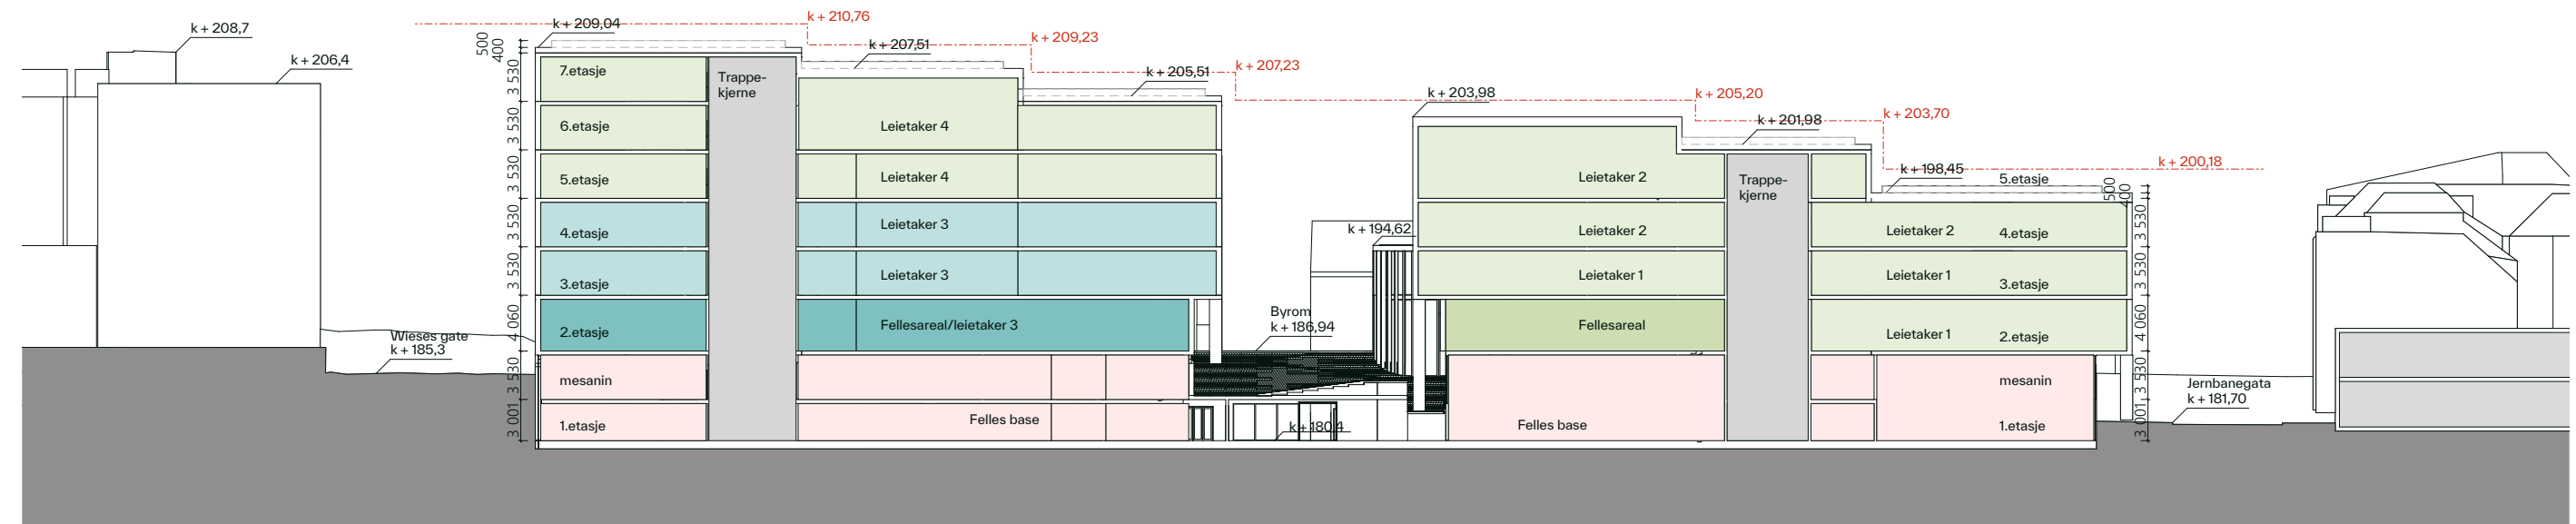 k + 208,7
k + 206,4
k + 209,04
k + 210,76
k + 207,51
k + 209,23
k + 205,51
k + 207,23
k + 203,98
k + 205,20
k + 201,98
k + 203,70
k + 198,45
k + 200,18
500
400
3 530
3 530
3 530
3 530
3 530
4 060
3 530
3 001
7.etasje
6.etasje
5.etasje
4.etasje
3.etasje
2.etasje
mesanin
1.etasje
Trappe-
kjerne
Leietaker 4
Leietaker 4
Leietaker 3
Leietaker 3
Fellesareal/leietaker 3
Felles base
Wieses gate
k + 185,3
k + 194,62
Byrom
k + 186,94
k + 180,4
Leietaker 2
Leietaker 2
Leietaker 1
Fellesareal
Felles base
Trappe-
kjerne
5.etasje
Leietaker 2
4.etasje
Leietaker 1
3.etasje
Leietaker 1
2.etasje
mesanin
1.etasje
500
3 530
3 530
4 060
3 530
3 001
Jernbanegata
k + 181,70